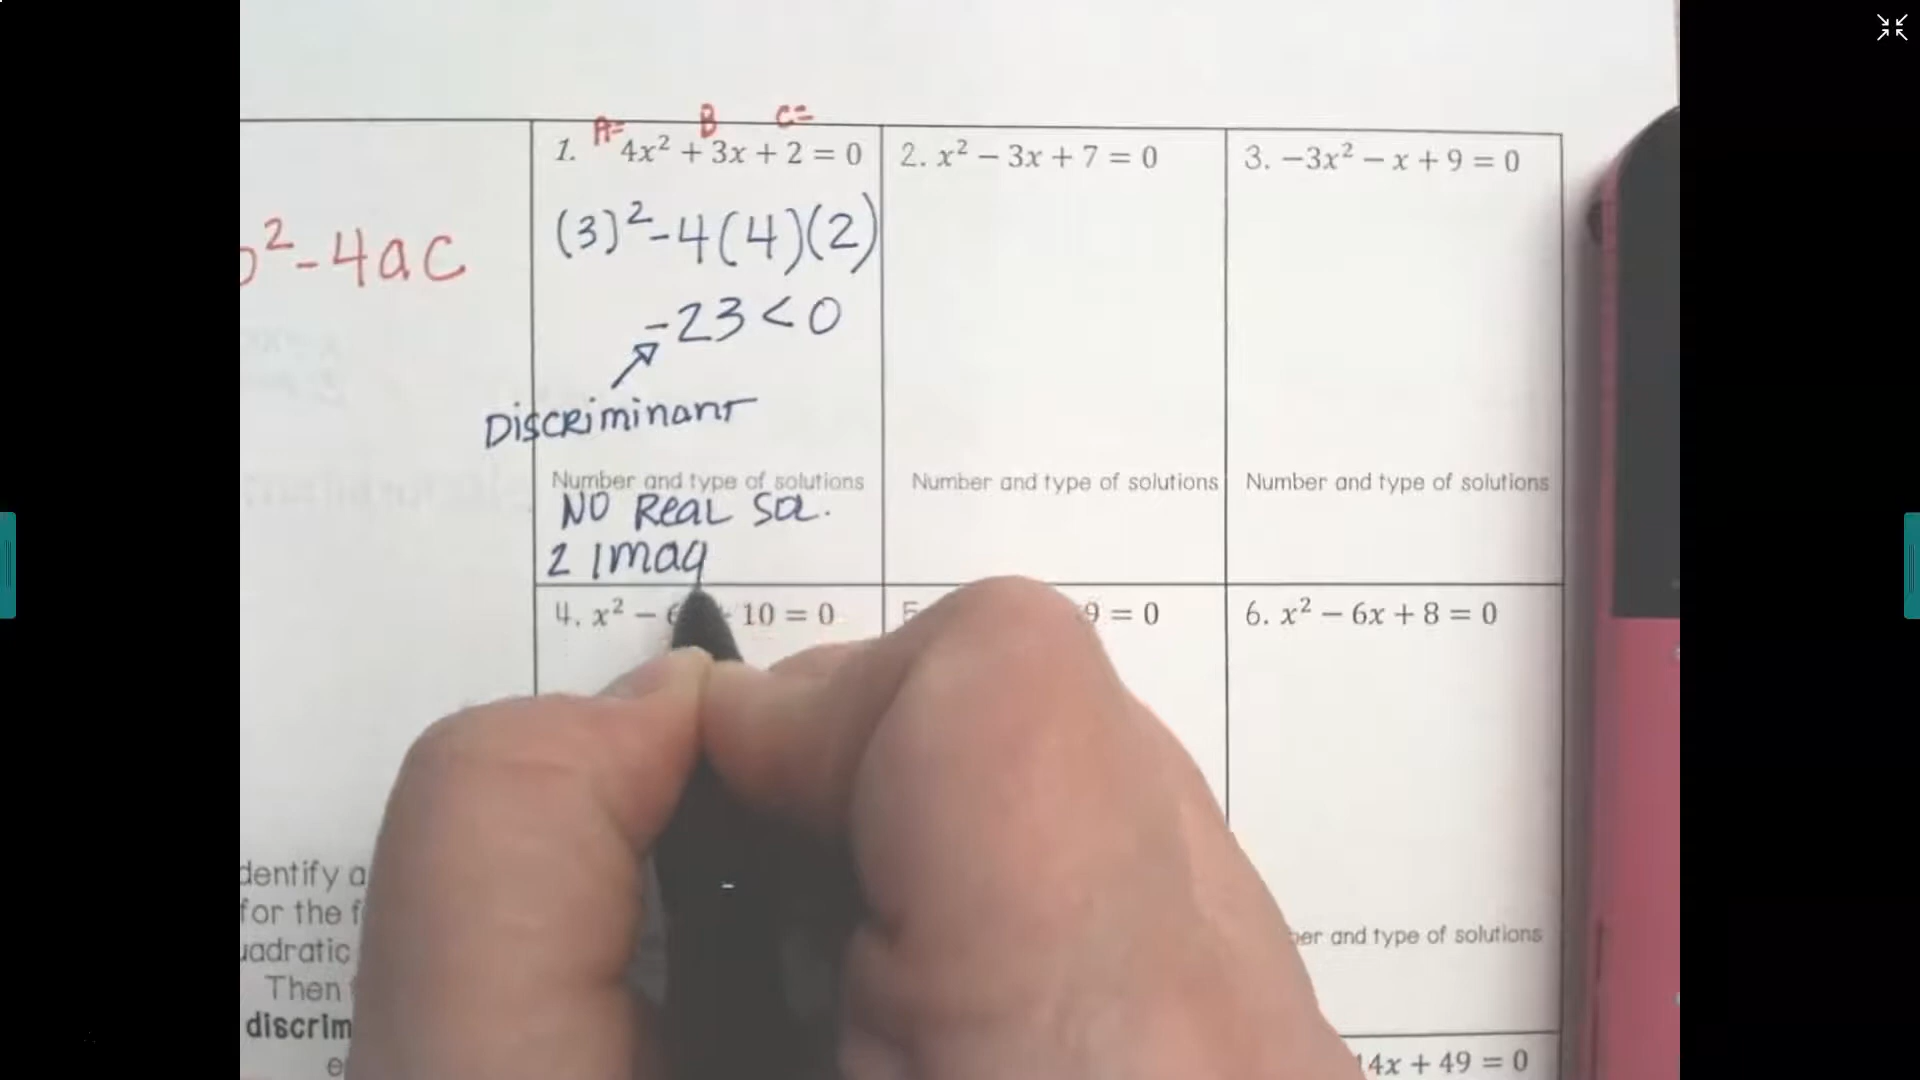 A= B C=
1. 4x² + 3x + 2 = 0
(3)² - 4(4)(2)
-23 < 0
Discriminant
Number and type of solutions
NO Real Sol.
2 Imag
2. x² − 3x + 7 = 0
Number and type of solutions
3. −3x² − x + 9 = 0
Number and type of solutions
b² - 4ac
4. x² − 6 + 10 = 0
5. 9 = 0
6. x² − 6x + 8 = 0
and type of solutions
4x + 49 = 0
dentify a
for the f
uadratic
Then
discrim
e